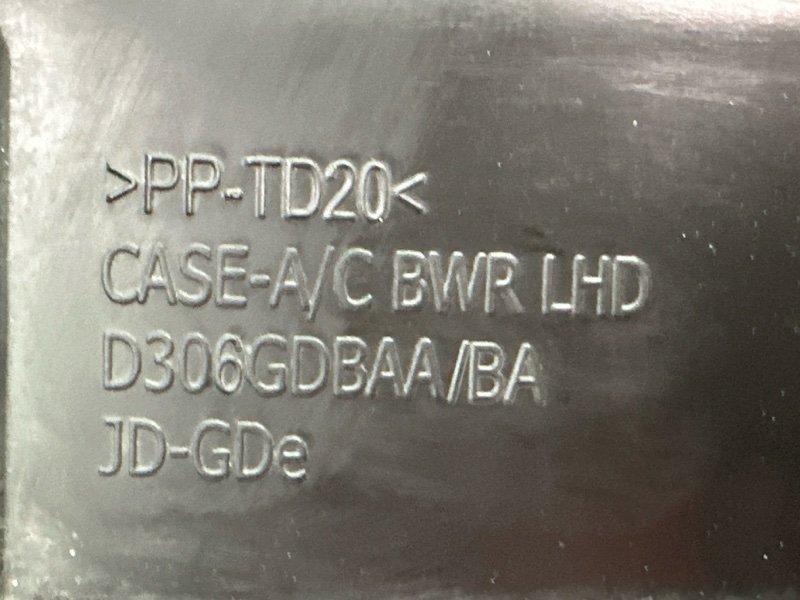 >PP-TD20<
CASE-A/C BWR LHD
D306GDBAA/BA
JD-GDe